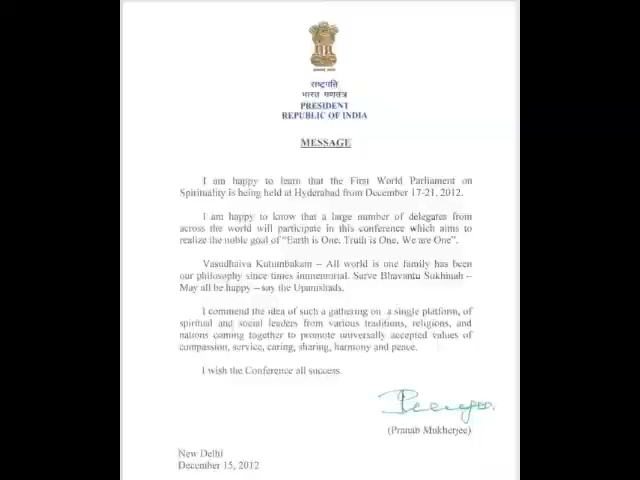 राष्ट्रपति
भारत गणतंत्र
PRESIDENT
REPUBLIC OF INDIA
MESSAGE
I am happy to learn that the First World Parliament on
Spirituality is being held at Hyderabad from December 17-21, 2012.
I am happy to know that a large number of delegates from
across the world will participate in this conference which aims to
realize the noble goal of “Earth is One, Truth is One, We are One”.
Vasudhaiva Kutumbakam – All world is one family has been
our philosophy since times immemorial. Sarve Bhavantu Sukhinah –
May all be happy – say the Upanishads.
I commend the idea of such a gathering on a single platform, of
spiritual and social leaders from various traditions, religions, and
nations coming together to promote universally accepted values of
compassion, service, caring, sharing, harmony and peace.
I wish the Conference all success.
(Pranab Mukherjee)
New Delhi
December 15, 2012